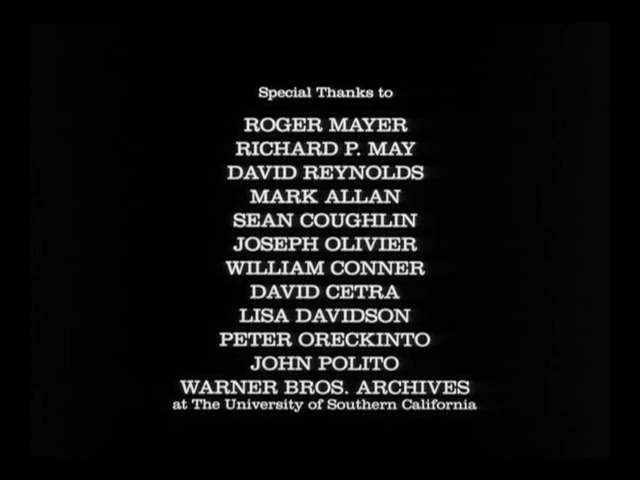 Special Thanks to
ROGER MAYER
RICHARD P. MAY
DAVID REYNOLDS
MARK ALLAN
SEAN COUGHLIN
JOSEPH OLIVIER
WILLIAM CONNER
DAVID CETRA
LISA DAVIDSON
PETER ORECKINTO
JOHN POLITO
WARNER BROS. ARCHIVES
at The University of Southern California